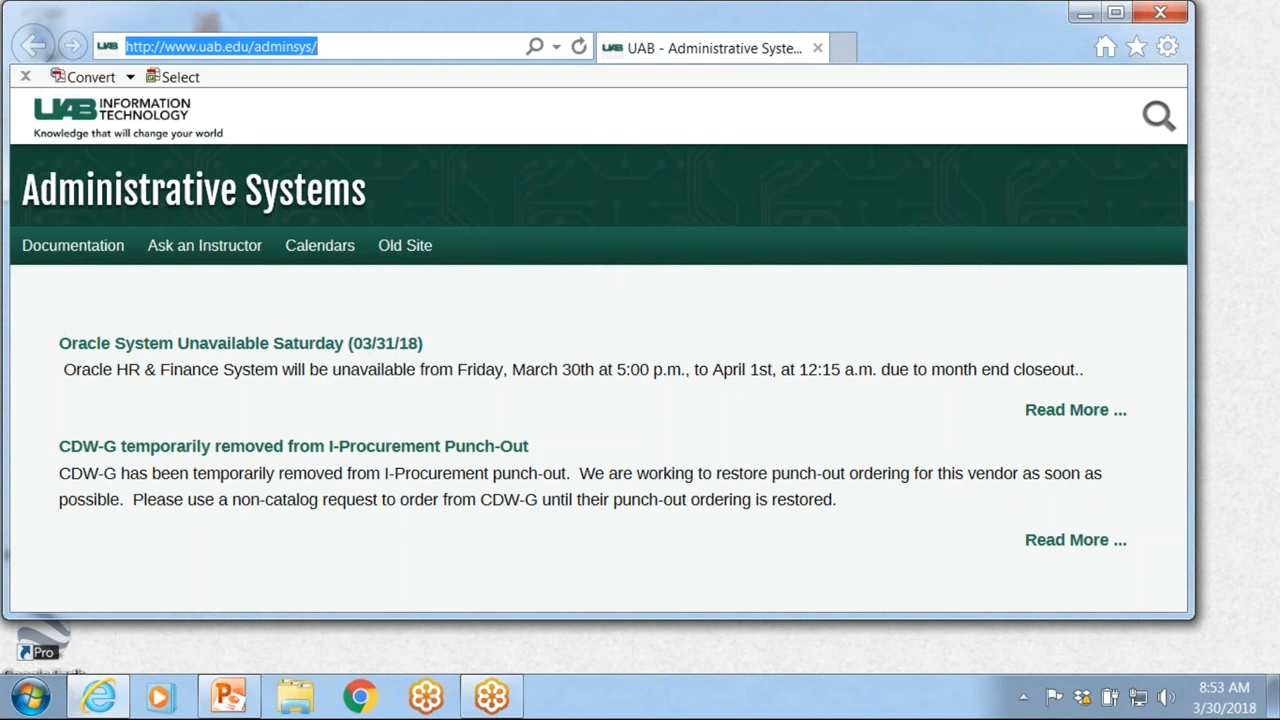 UAB http://www.uab.edu/adminsys/
UAB UAB - Administrative Syste...
Convert Select
UAB INFORMATION
TECHNOLOGY
Knowledge that will change your world
Administrative Systems
Documentation Ask an Instructor Calendars Old Site
Oracle System Unavailable Saturday (03/31/18)
Oracle HR & Finance System will be unavailable from Friday, March 30th at 5:00 p.m., to April 1st, at 12:15 a.m. due to month end closeout..
Read More ...
CDW-G temporarily removed from I-Procurement Punch-Out
CDW-G has been temporarily removed from I-Procurement punch-out.  We are working to restore punch-out ordering for this vendor as soon as
possible.  Please use a non-catalog request to order from CDW-G until their punch-out ordering is restored.
Read More ...
Pro
8:53 AM
3/30/2018